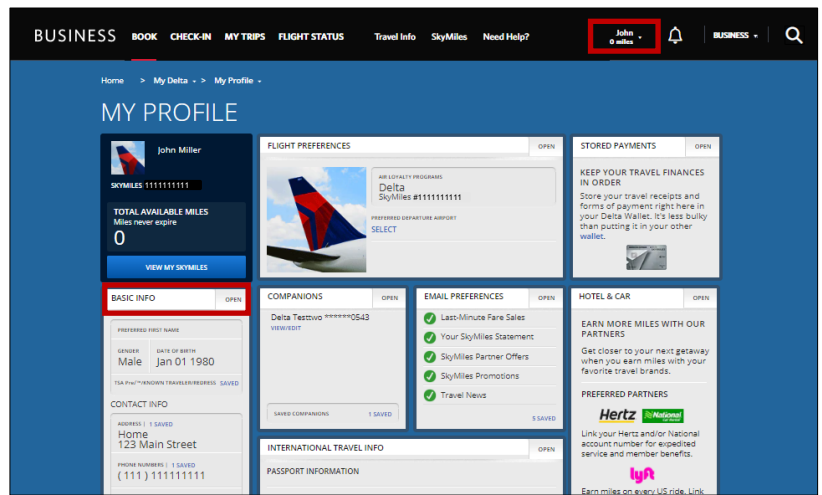 BUSINESS BOOK CHECK-IN MY TRIPS FLIGHT STATUS Travel Info SkyMiles Need Help? John BUSINESS
0 miles
Home > My Delta > My Profile
MY PROFILE
John Miller
SKYMILES 1111111111
TOTAL AVAILABLE MILES
Miles never expire
0
VIEW MY SKYMILES
FLIGHT PREFERENCES OPEN
AIR LOYALTY PROGRAMS
Delta
SkyMiles #1111111111
PREFERRED DEPARTURE AIRPORT
SELECT
STORED PAYMENTS OPEN
KEEP YOUR TRAVEL FINANCES
IN ORDER
Store your travel receipts and
forms of payment right here in
your Delta Wallet. It's less bulky
than putting it in your other
wallet.
BASIC INFO OPEN
PREFERRED FIRST NAME
GENDER DATE OF BIRTH
Male Jan 01 1980
TSA Pre/™/KNOWN TRAVELER/REDRESS SAVED
CONTACT INFO
ADDRESS | 1 SAVED
Home
123 Main Street
PHONE NUMBERS | 1 SAVED
( 111 ) 111111111
COMPANIONS OPEN
Delta Testtwo ******0543
VIEW/EDIT
SAVED COMPANIONS 1 SAVED
EMAIL PREFERENCES OPEN
Last-Minute Fare Sales
Your SkyMiles Statement
SkyMiles Partner Offers
SkyMiles Promotions
Travel News
5 SAVED
INTERNATIONAL TRAVEL INFO OPEN
PASSPORT INFORMATION
HOTEL & CAR OPEN
EARN MORE MILES WITH OUR
PARTNERS
Get closer to your next getaway
when you earn miles with your
favorite travel brands.
PREFERRED PARTNERS
Hertz National
Link your Hertz and/or National
account number for expedited
service and member benefits.
lyft
Earn miles on every US ride. Link